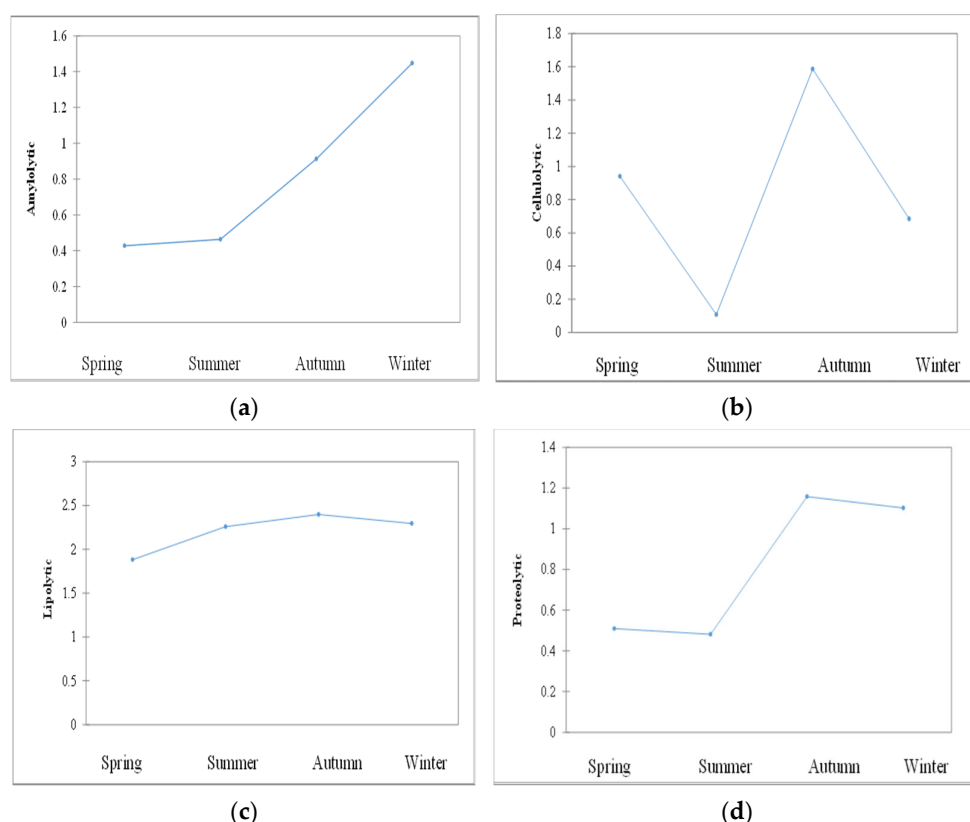 1.6
1.4
1.2
1
0.8
0.6
0.4
0.2
0
Amylolytic
Spring Summer Autumn Winter
(a)
1.8
1.6
1.4
1.2
1
0.8
0.6
0.4
0.2
0
Cellulolytic
Spring Summer Autumn Winter
(b)
3
2.5
2
1.5
1
0.5
0
Lipolytic
Spring Summer Autumn Winter
(c)
1.4
1.2
1
0.8
0.6
0.4
0.2
0
Proteolytic
Spring Summer Autumn Winter
(d)